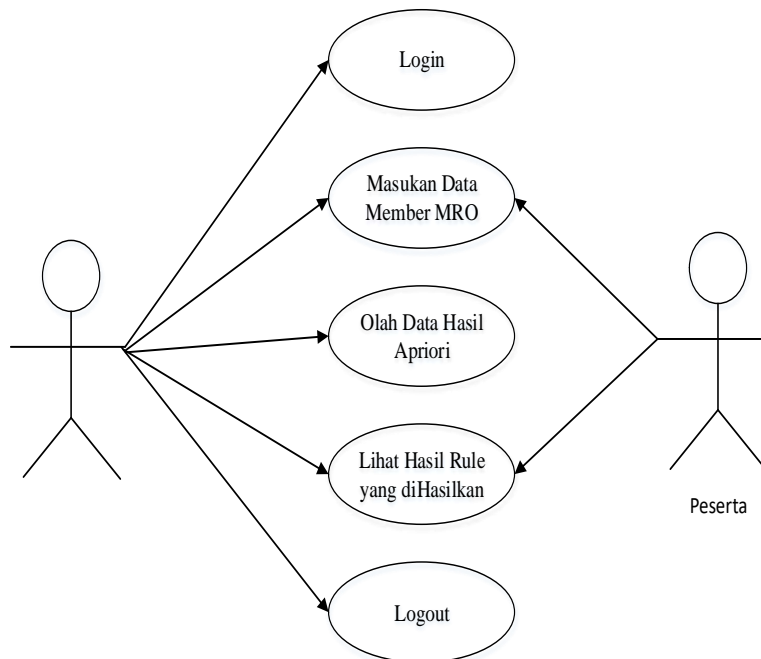 Login
Masukan Data
Member MRO
Olah Data Hasil
Apriori
Lihat Hasil Rule
yang diHasilkan
Peserta
Logout